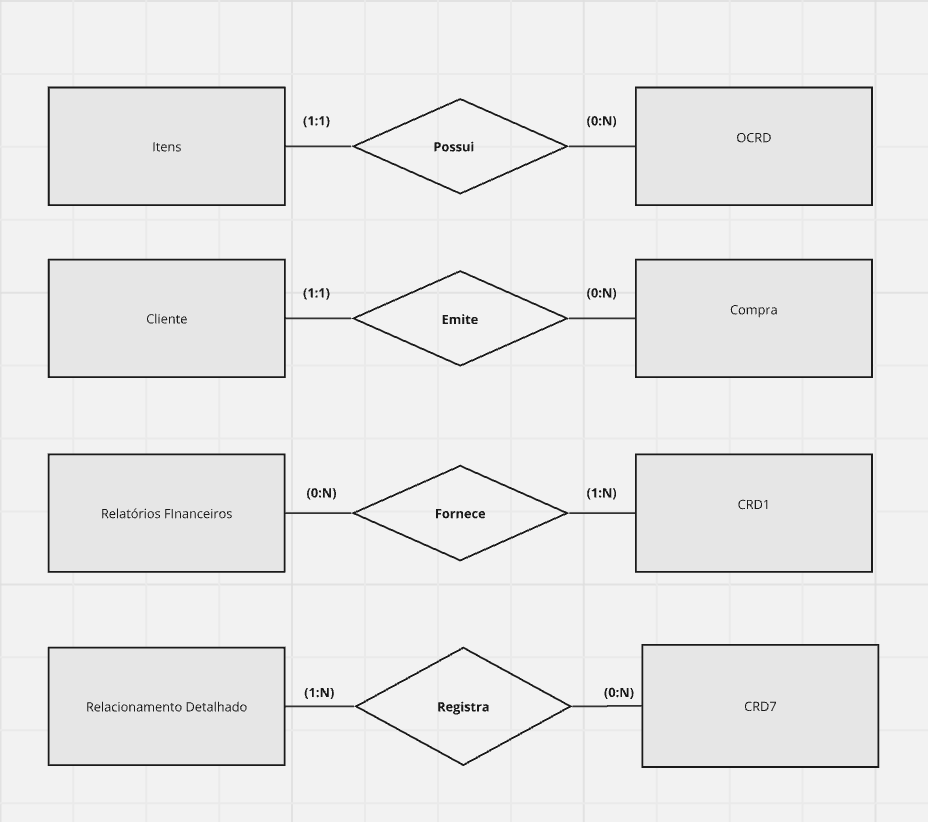 (1:1)
(0:N)
Itens
Possui
OCRD
(1:1)
(0:N)
Cliente
Emite
Compra
(0:N)
(1:N)
Relatórios FInanceiros
Fornece
CRD1
(1:N)
(0:N)
Relacionamento Detalhado
Registra
CRD7